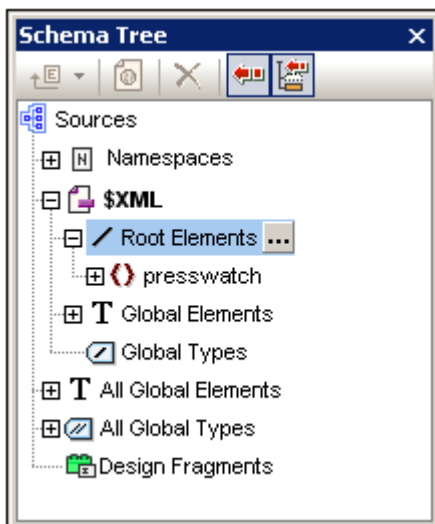 Schema Tree
Sources
Namespaces
$XML
Root Elements ...
presswatch
T Global Elements
Global Types
T All Global Elements
All Global Types
Design Fragments